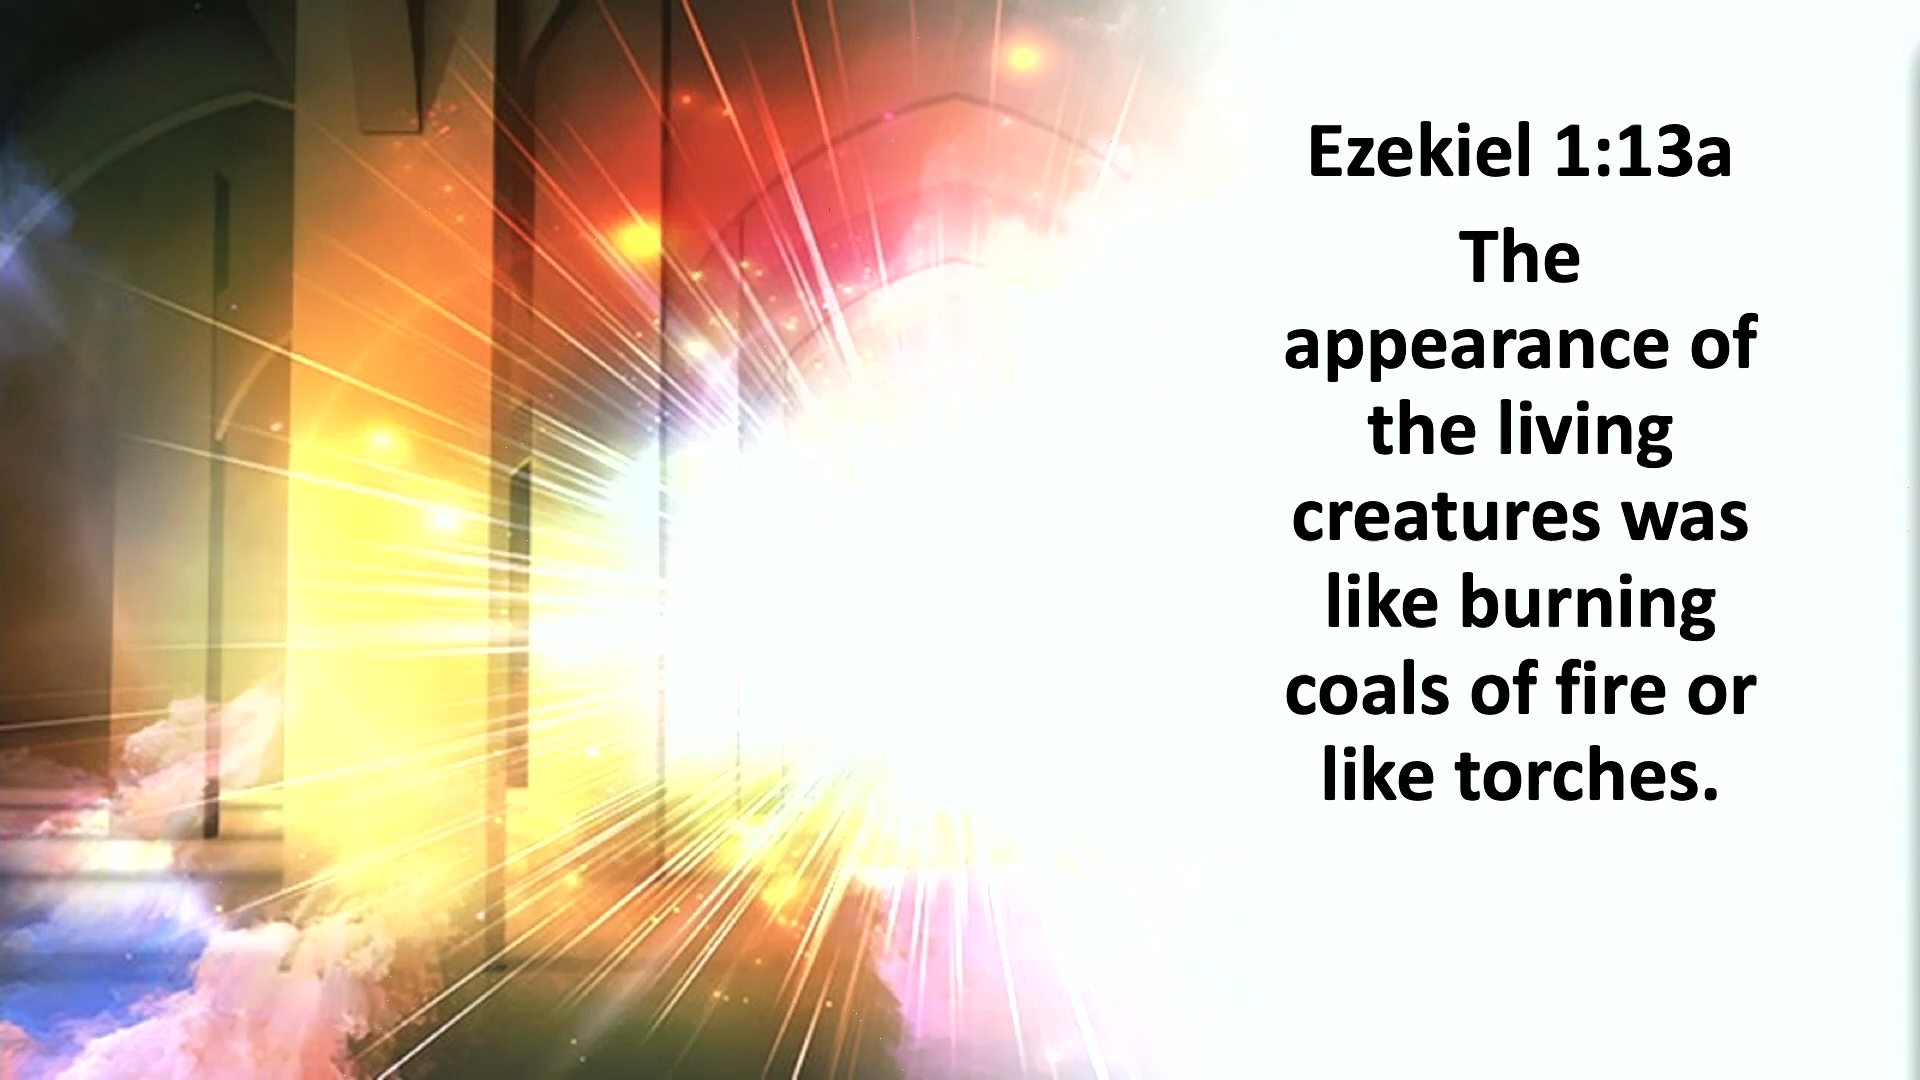 Ezekiel 1:13a
The
appearance of
the living
creatures was
like burning
coals of fire or
like torches.